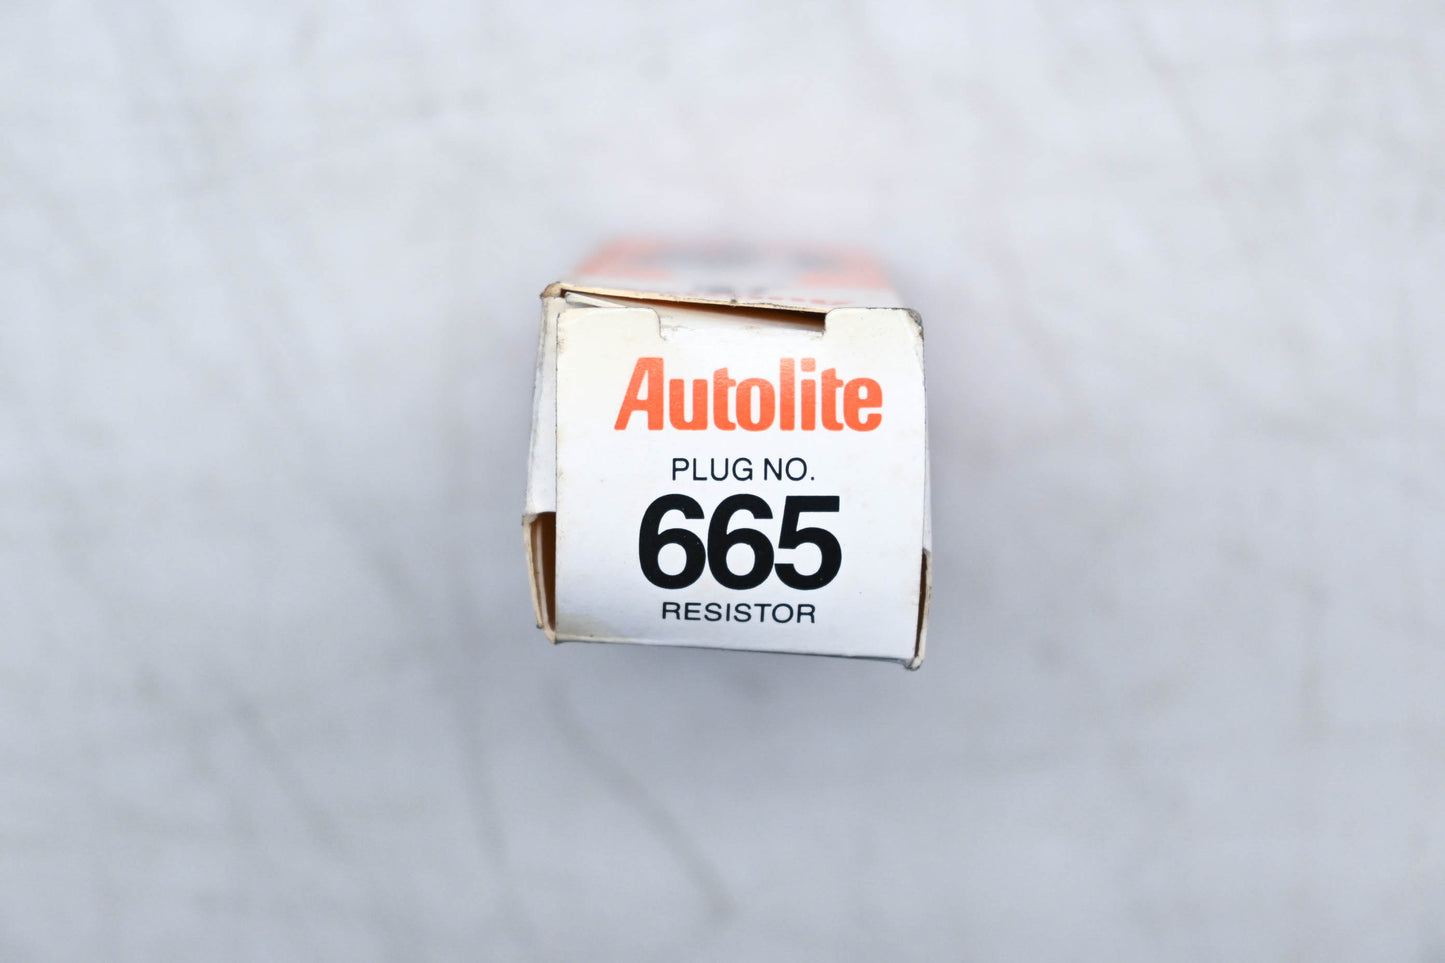 Autolite
PLUG NO.
665
RESISTOR